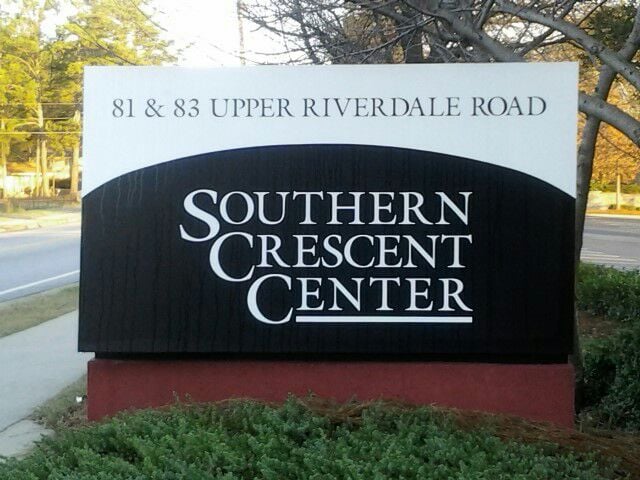 81 & 83 UPPER RIVERDALE ROAD
SOUTHERN
CRESCENT
CENTER